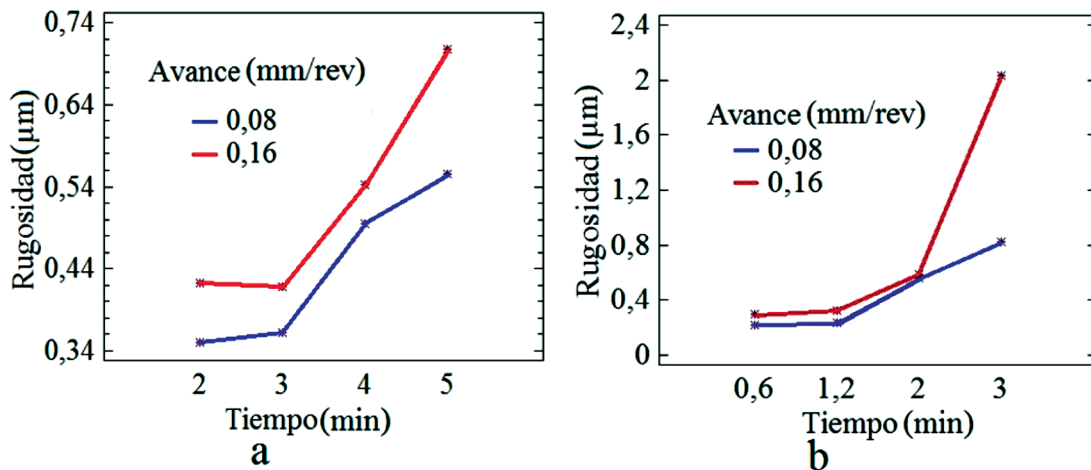 0,74
0,64
0,54
0,44
0,34
Rugosidad(µm)
Avance (mm/rev)
0,08
0,16
2 3 4 5
Tiempo(min)
a
2,4
2
1,6
1,2
0,8
0,4
0
Rugosidad (µm)
Avance (mm/rev)
0,08
0,16
0,6 1,2 2 3
Tiempo(min)
b